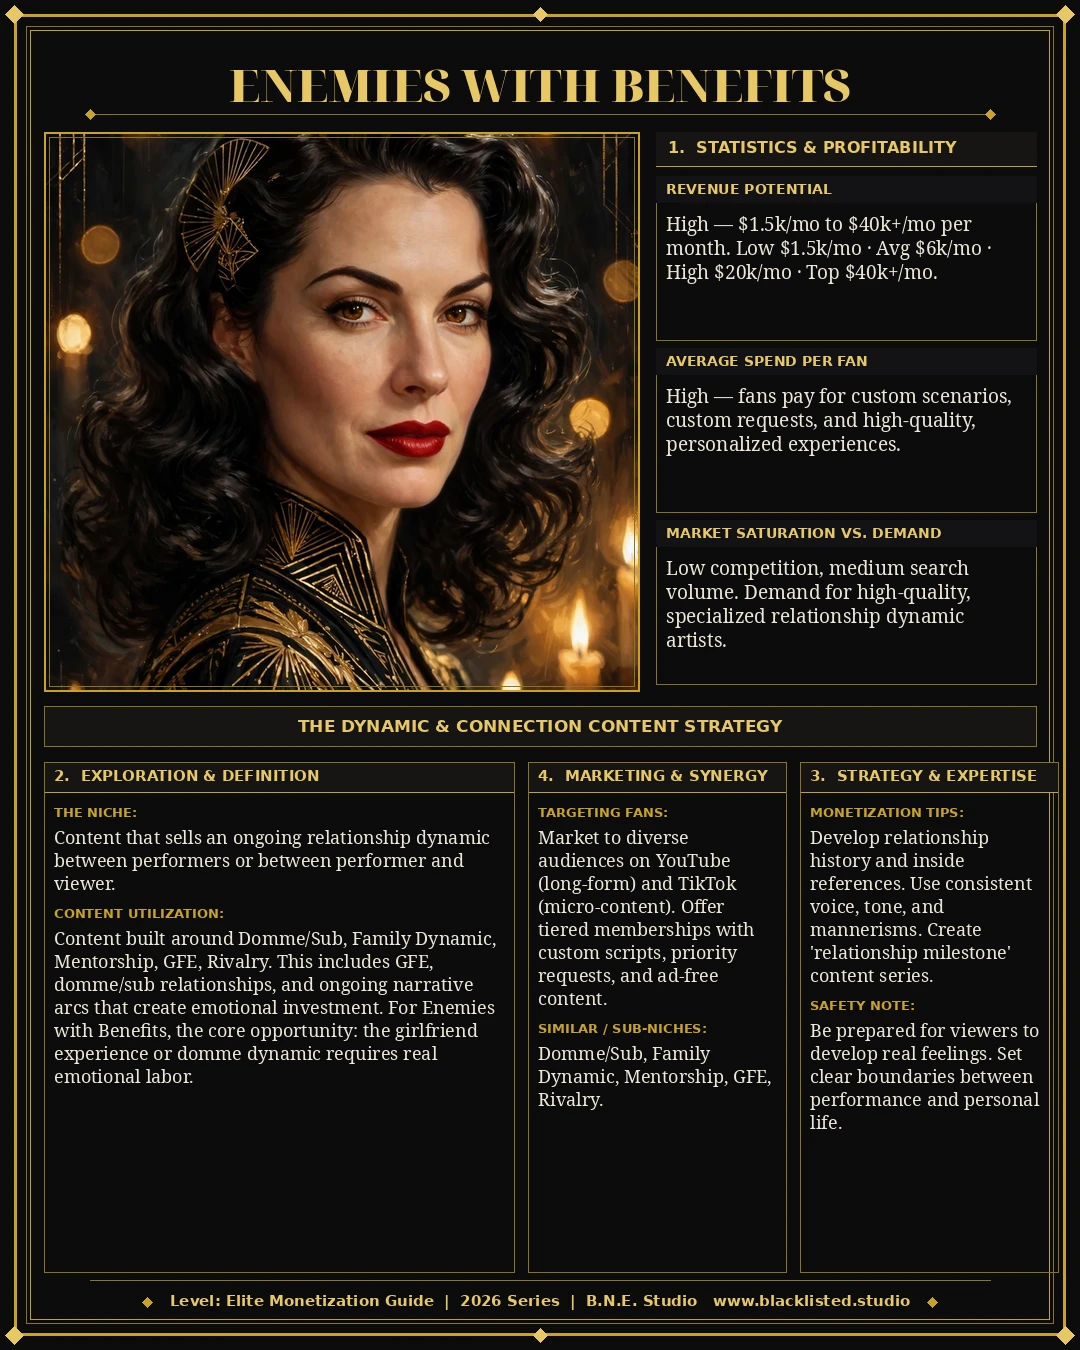 ENEMIES WITH BENEFITS
1. STATISTICS & PROFITABILITY
REVENUE POTENTIAL
High — $1.5k/mo to $40k+/mo per
month. Low $1.5k/mo · Avg $6k/mo ·
High $20k/mo · Top $40k+/mo.
AVERAGE SPEND PER FAN
High — fans pay for custom scenarios,
custom requests, and high-quality,
personalized experiences.
MARKET SATURATION VS. DEMAND
Low competition, medium search
volume. Demand for high-quality,
specialized relationship dynamic
artists.
THE DYNAMIC & CONNECTION CONTENT STRATEGY
2. EXPLORATION & DEFINITION
THE NICHE:
Content that sells an ongoing relationship dynamic
between performers or between performer and
viewer.
CONTENT UTILIZATION:
Content built around Domme/Sub, Family Dynamic,
Mentorship, GFE, Rivalry. This includes GFE,
domme/sub relationships, and ongoing narrative
arcs that create emotional investment. For Enemies
with Benefits, the core opportunity: the girlfriend
experience or domme dynamic requires real
emotional labor.
4. MARKETING & SYNERGY
TARGETING FANS:
Market to diverse
audiences on YouTube
(long-form) and TikTok
(micro-content). Offer
tiered memberships with
custom scripts, priority
requests, and ad-free
content.
SIMILAR / SUB-NICHES:
Domme/Sub, Family
Dynamic, Mentorship, GFE,
Rivalry.
3. STRATEGY & EXPERTISE
MONETIZATION TIPS:
Develop relationship
history and inside
references. Use consistent
voice, tone, and
mannerisms. Create
'relationship milestone'
content series.
SAFETY NOTE:
Be prepared for viewers to
develop real feelings. Set
clear boundaries between
performance and personal
life.
Level: Elite Monetization Guide | 2026 Series | B.N.E. Studio www.blacklisted.studio